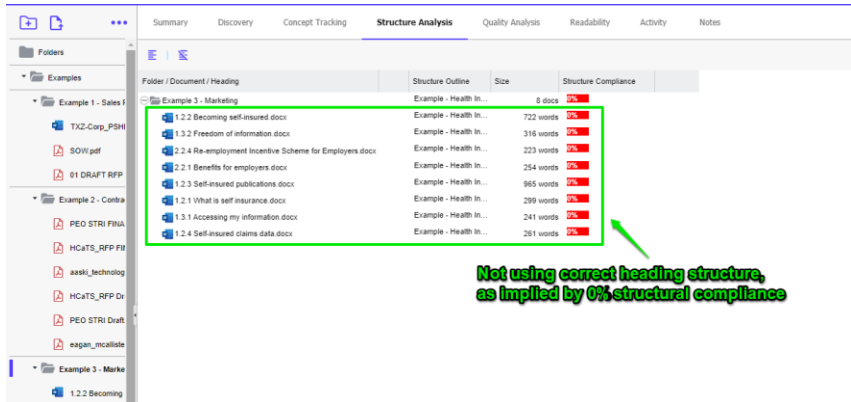 Summary Discovery Concept Tracking Structure Analysis Quality Analysis Readability Activity Notes
Folders
Examples
Example 1 - Sales
TXZ-Corp_PSHI
SOW.pdf
01 DRAFT RFP
Example 2 - Contra
PEO STRI FINA
HCaTS_RFP FIN
aaski_technolog
HCaTS_RFP Dr
PEO STRI Draft
eagan_mcalliste
Example 3 - Marke
1.2.2 Becoming
Folder / Document / Heading Structure Outline Size Structure Compliance
Example 3 - Marketing Example - Health In... 8 docs 0%
1.2.2 Becoming self-insured.docx Example - Health In... 722 words 0%
1.3.2 Freedom of information.docx Example - Health In... 316 words 0%
2.2.4 Re-employment Incentive Scheme for Employers.docx Example - Health In... 223 words 0%
2.2.1 Benefits for employers.docx Example - Health In... 254 words 0%
1.2.3 Self-insured publications.docx Example - Health In... 965 words 0%
1.2.1 What is self insurance.docx Example - Health In... 299 words 0%
1.3.1 Accessing my information.docx Example - Health In... 241 words 0%
1.2.4 Self-insured claims data.docx Example - Health In... 261 words 0%
Not using correct heading structure,
as implied by 0% structural compliance